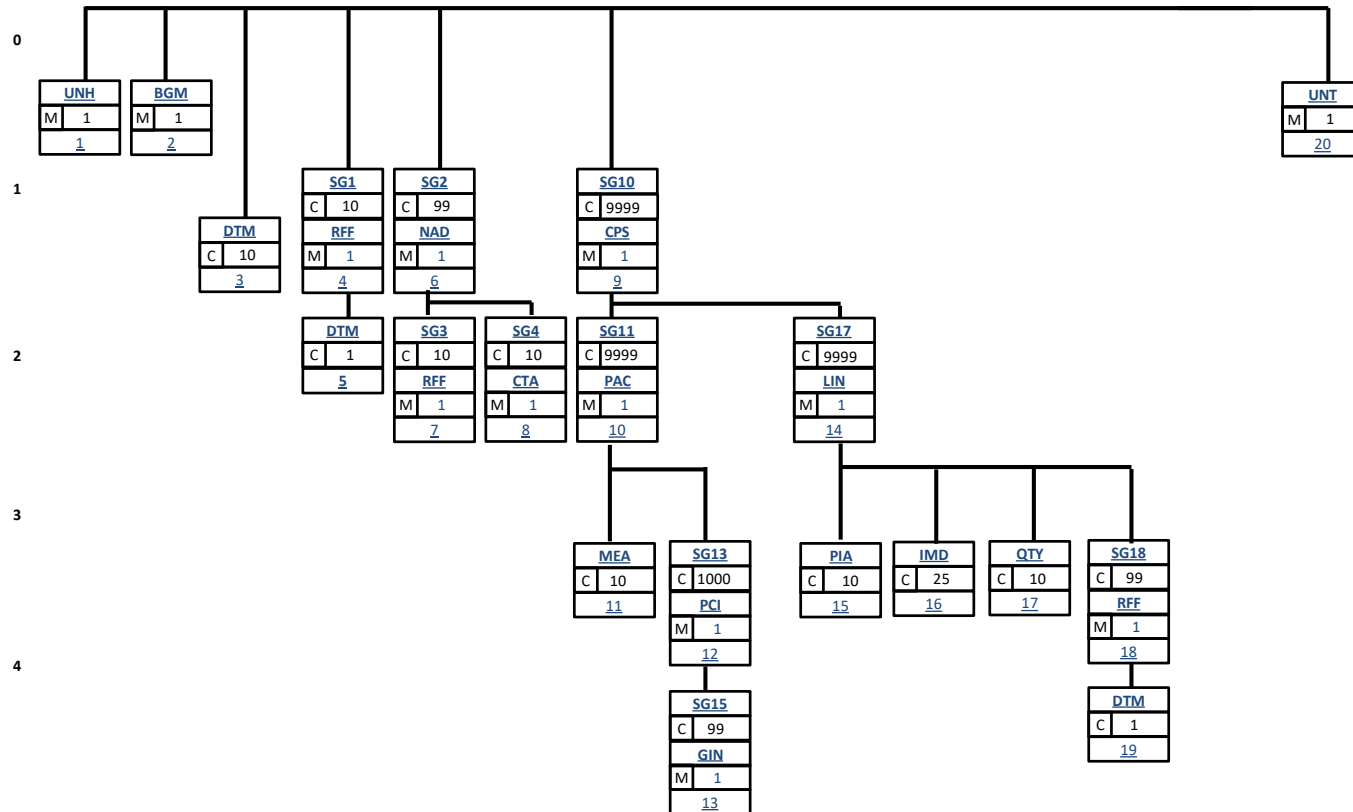 0
UNH
M 1
1
BGM
M 1
2
UNT
M 1
20
1
DTM
C 10
3
SG1
C 10
RFF
M 1
4
SG2
C 99
NAD
M 1
6
SG10
C 9999
CPS
M 1
9
2
DTM
C 1
5
SG3
C 10
RFF
M 1
7
SG4
C 10
CTA
M 1
8
SG11
C 9999
PAC
M 1
10
SG17
C 9999
LIN
M 1
14
3
MEA
C 10
11
SG13
C 1000
PCI
M 1
12
PIA
C 10
15
IMD
C 25
16
QTY
C 10
17
SG18
C 99
RFF
M 1
18
4
SG15
C 99
GIN
M 1
13
DTM
C 1
19